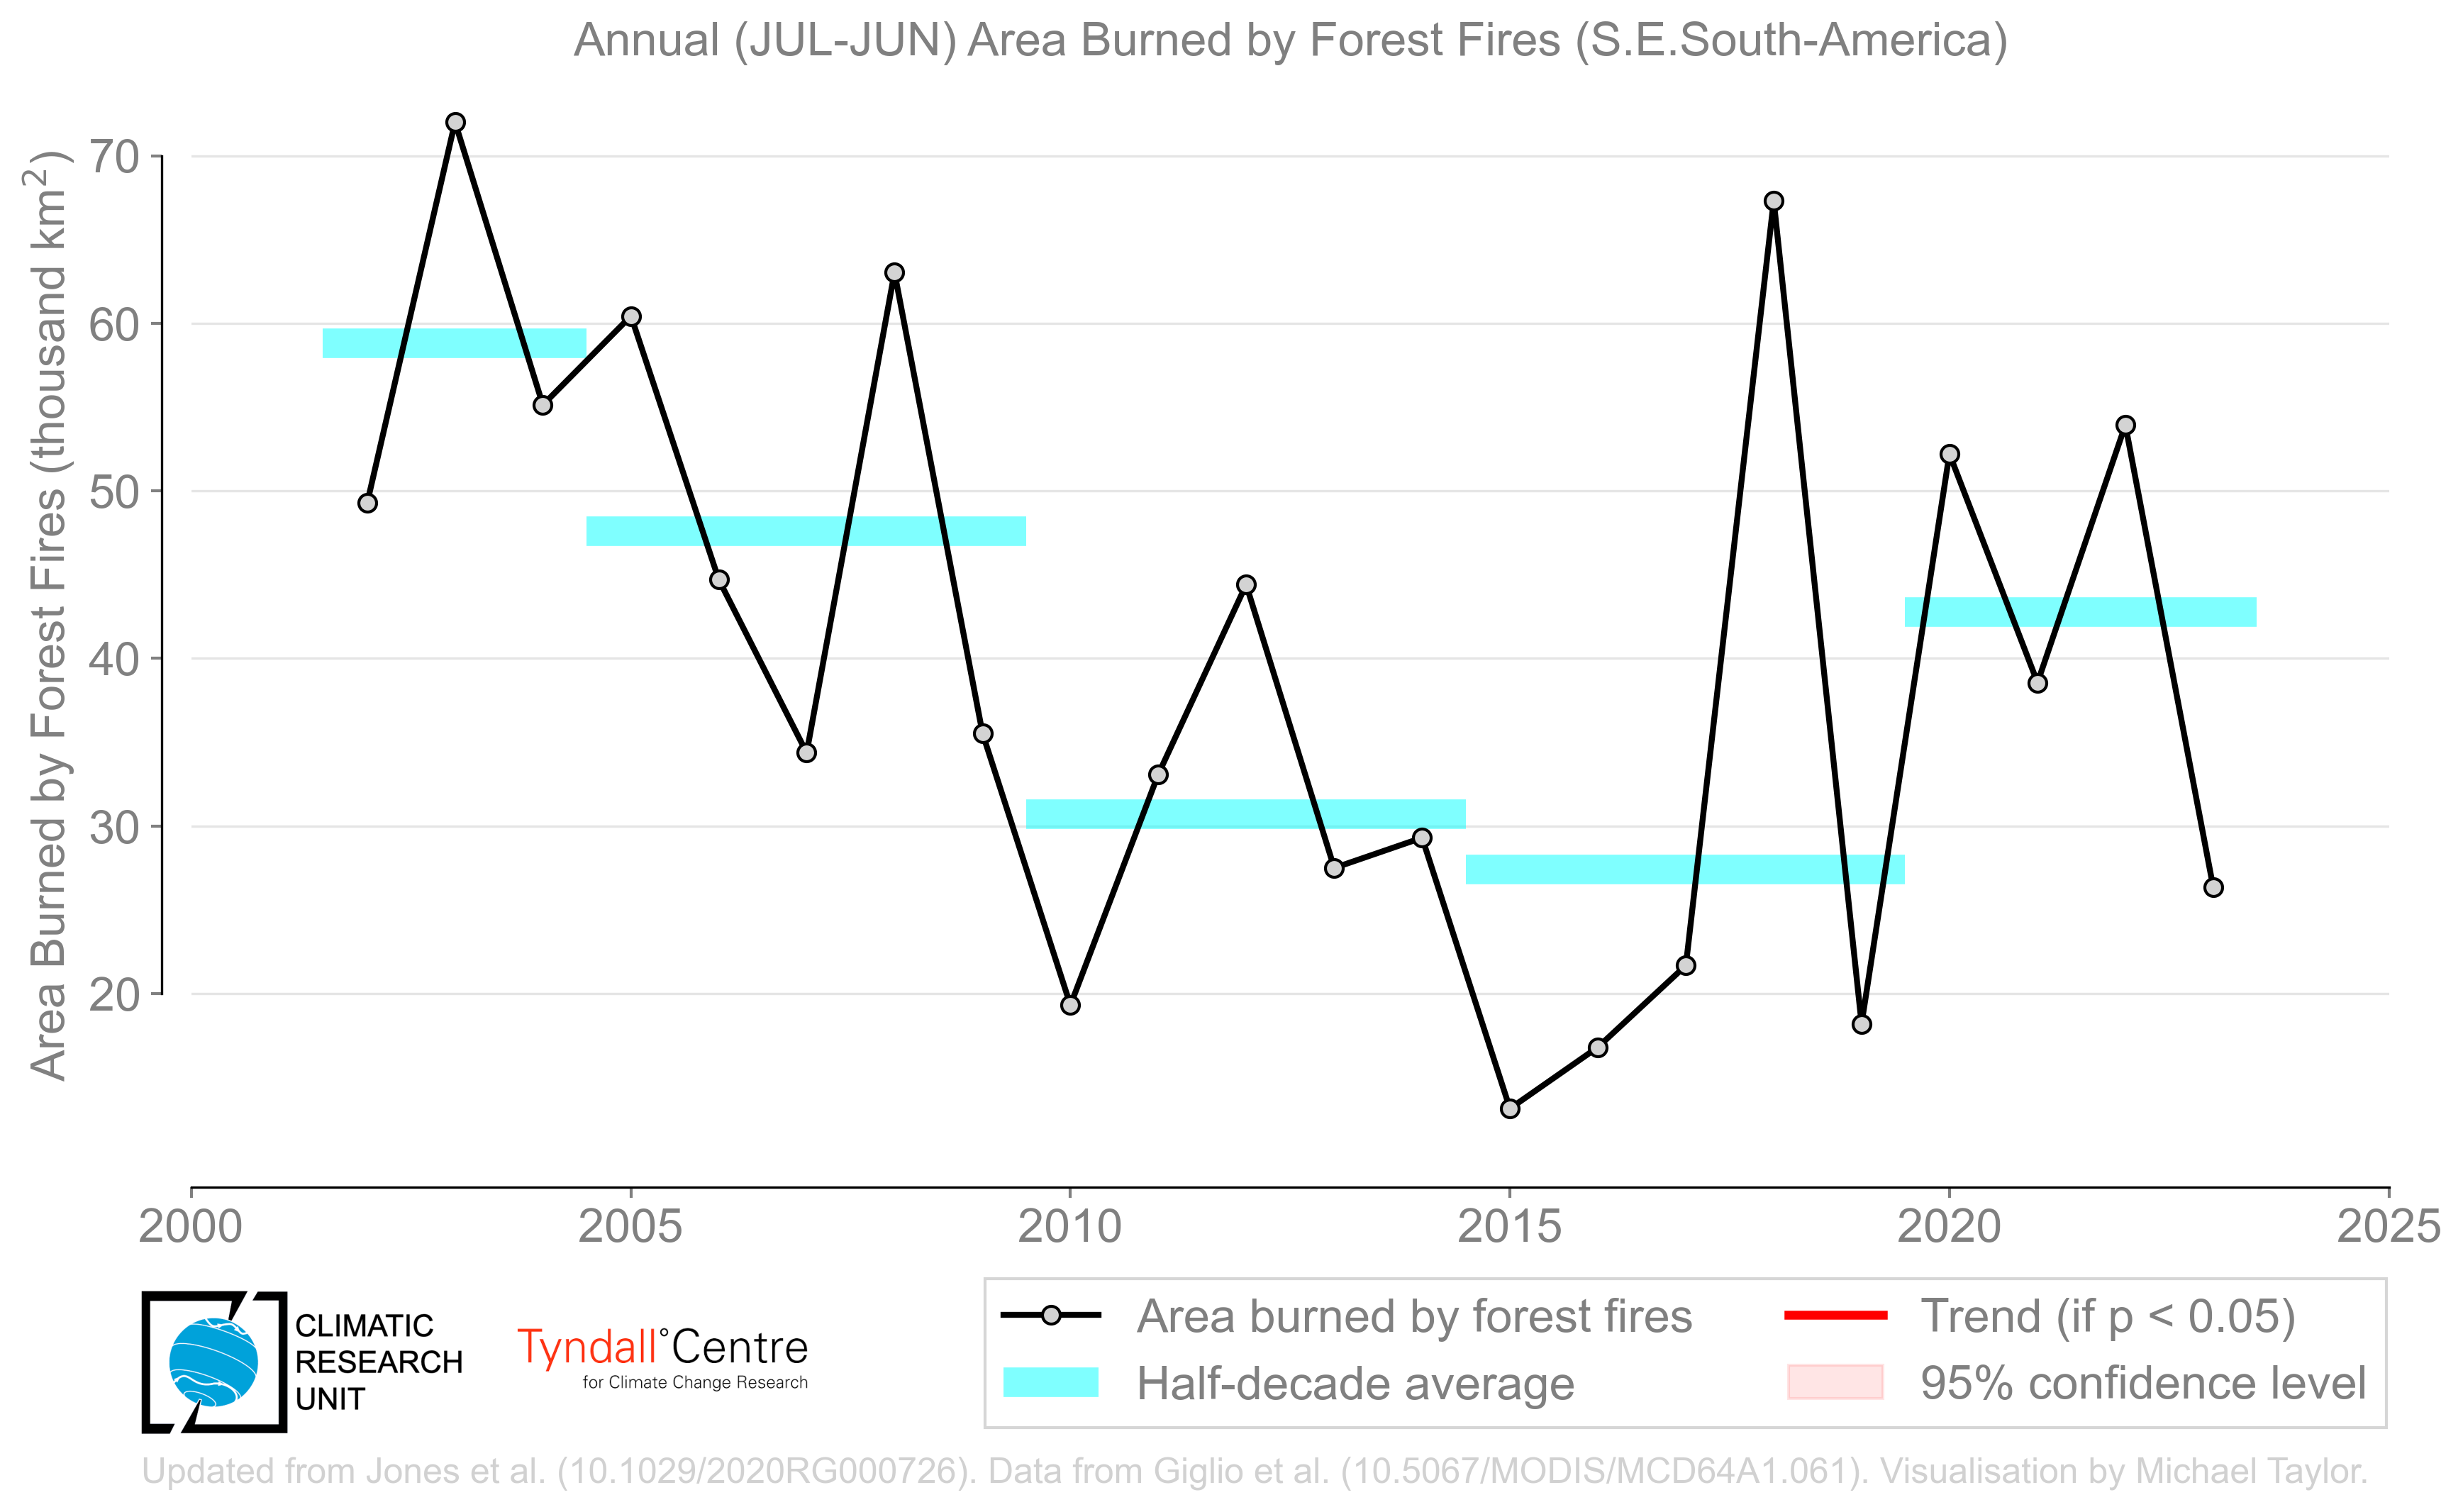 Annual (JUL-JUN) Area Burned by Forest Fires (S.E.South-America)
Area Burned by Forest Fires (thousand km²)
70
60
50
40
30
20
2000 2005 2010 2015 2020 2025
CLIMATIC
RESEARCH
UNIT
Tyndall°Centre
for Climate Change Research
Area burned by forest fires
Half-decade average
Trend (if p < 0.05)
95% confidence level
Updated from Jones et al. (10.1029/2020RG000726). Data from Giglio et al. (10.5067/MODIS/MCD64A1.061). Visualisation by Michael Taylor.